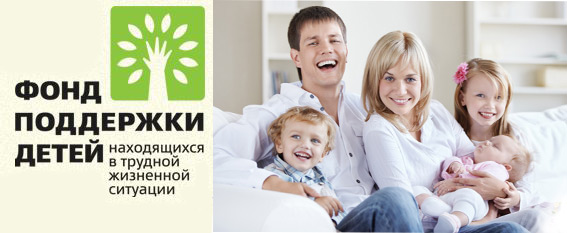 ФОНД
ПОДДЕРЖКИ
ДЕТЕЙ
находящихся
в трудной
жизненной
ситуации